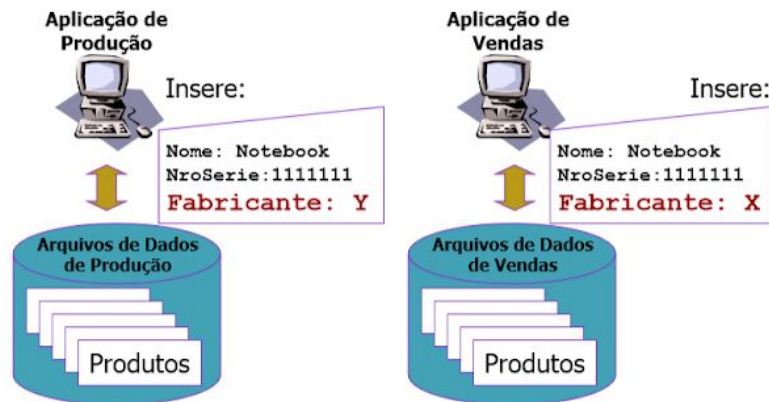 Aplicação de
Produção
Insere:
Nome: Notebook
NroSerie:1111111
Fabricante: Y
Arquivos de Dados
de Produção
Produtos
Aplicação de
Vendas
Insere:
Nome: Notebook
NroSerie:1111111
Fabricante: X
Arquivos de Dados
de Vendas
Produtos